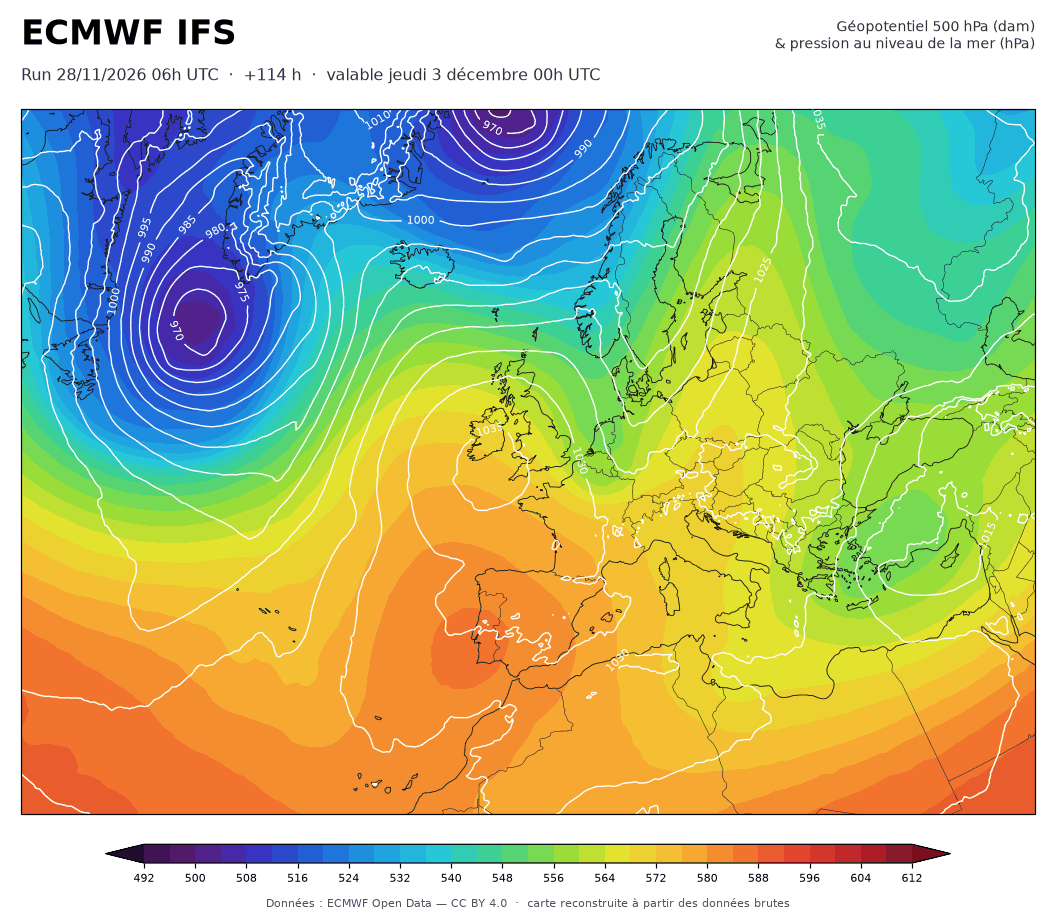 ECMWF IFS
Géopotentiel 500 hPa (dam)
& pression au niveau de la mer (hPa)
Run 28/11/2026 06h UTC · +114 h · valable jeudi 3 décembre 00h UTC
1010
970
990
1035
995
985
980
990
1000
975
1000
970
1025
1035
1030
1015
1030
492 500 508 516 524 532 540 548 556 564 572 580 588 596 604 612
Données : ECMWF Open Data — CC BY 4.0 · carte reconstruite à partir des données brutes